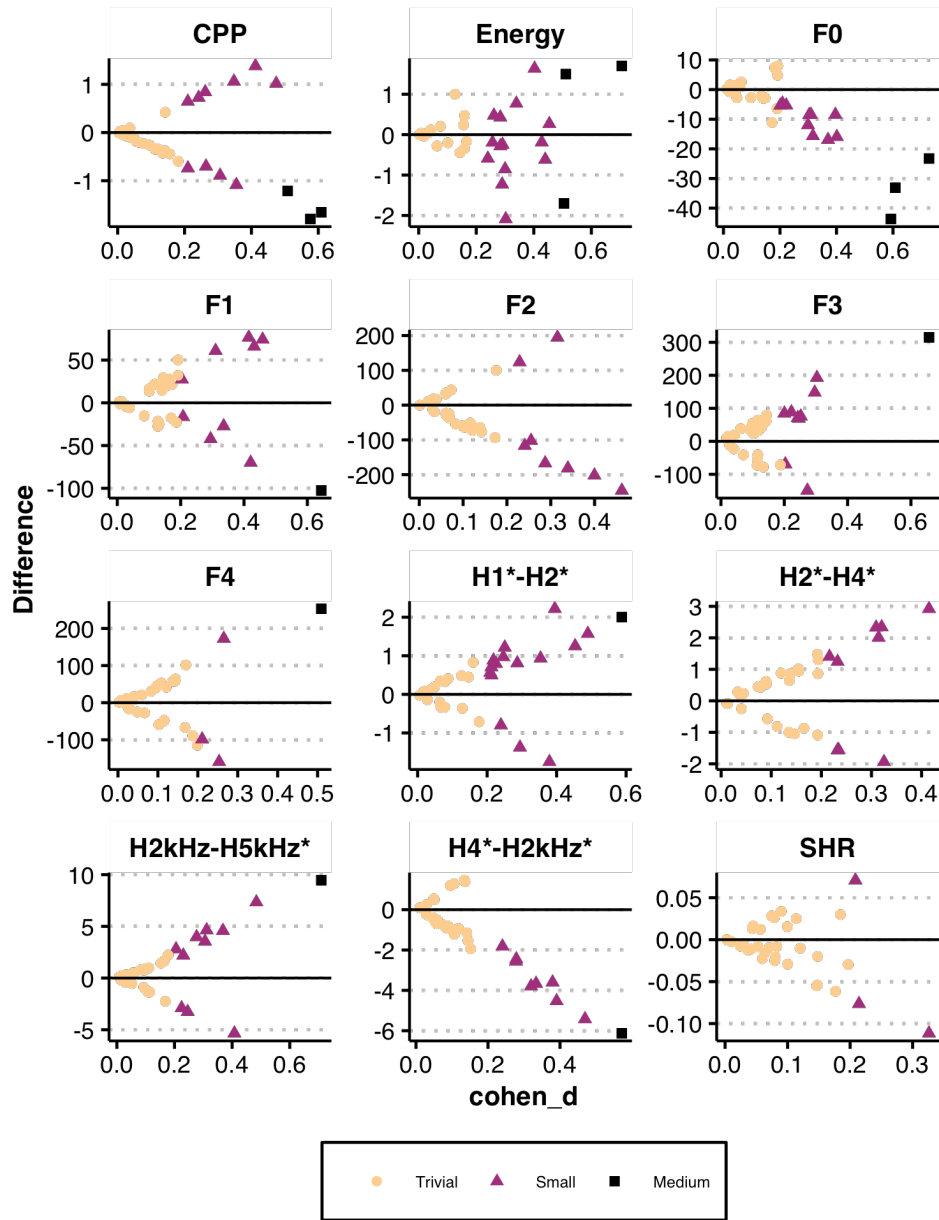 CPP Energy F0
1
0
-1
0.0 0.2 0.4 0.6
1
0
-1
-2
0.0 0.2 0.4 0.6
10
0
-10
-20
-30
-40
0.0 0.2 0.4 0.6
F1 F2 F3
50
0
-50
-100
0.0 0.2 0.4 0.6
200
100
0
-100
-200
0.0 0.1 0.2 0.3 0.4
300
200
100
0
-100
0.0 0.2 0.4 0.6
Difference
F4 H1*-H2* H2*-H4*
200
100
0
-100
0.0 0.1 0.2 0.3 0.4 0.5
2
1
0
-1
0.0 0.2 0.4 0.6
3
2
1
0
-1
-2
0.0 0.1 0.2 0.3 0.4
H2kHz-H5kHz* H4*-H2kHz* SHR
10
5
0
-5
0.0 0.2 0.4 0.6
0
-2
-4
-6
0.0 0.2 0.4
0.05
0.00
-0.05
-0.10
0.0 0.1 0.2 0.3
cohen_d
Trivial Small Medium